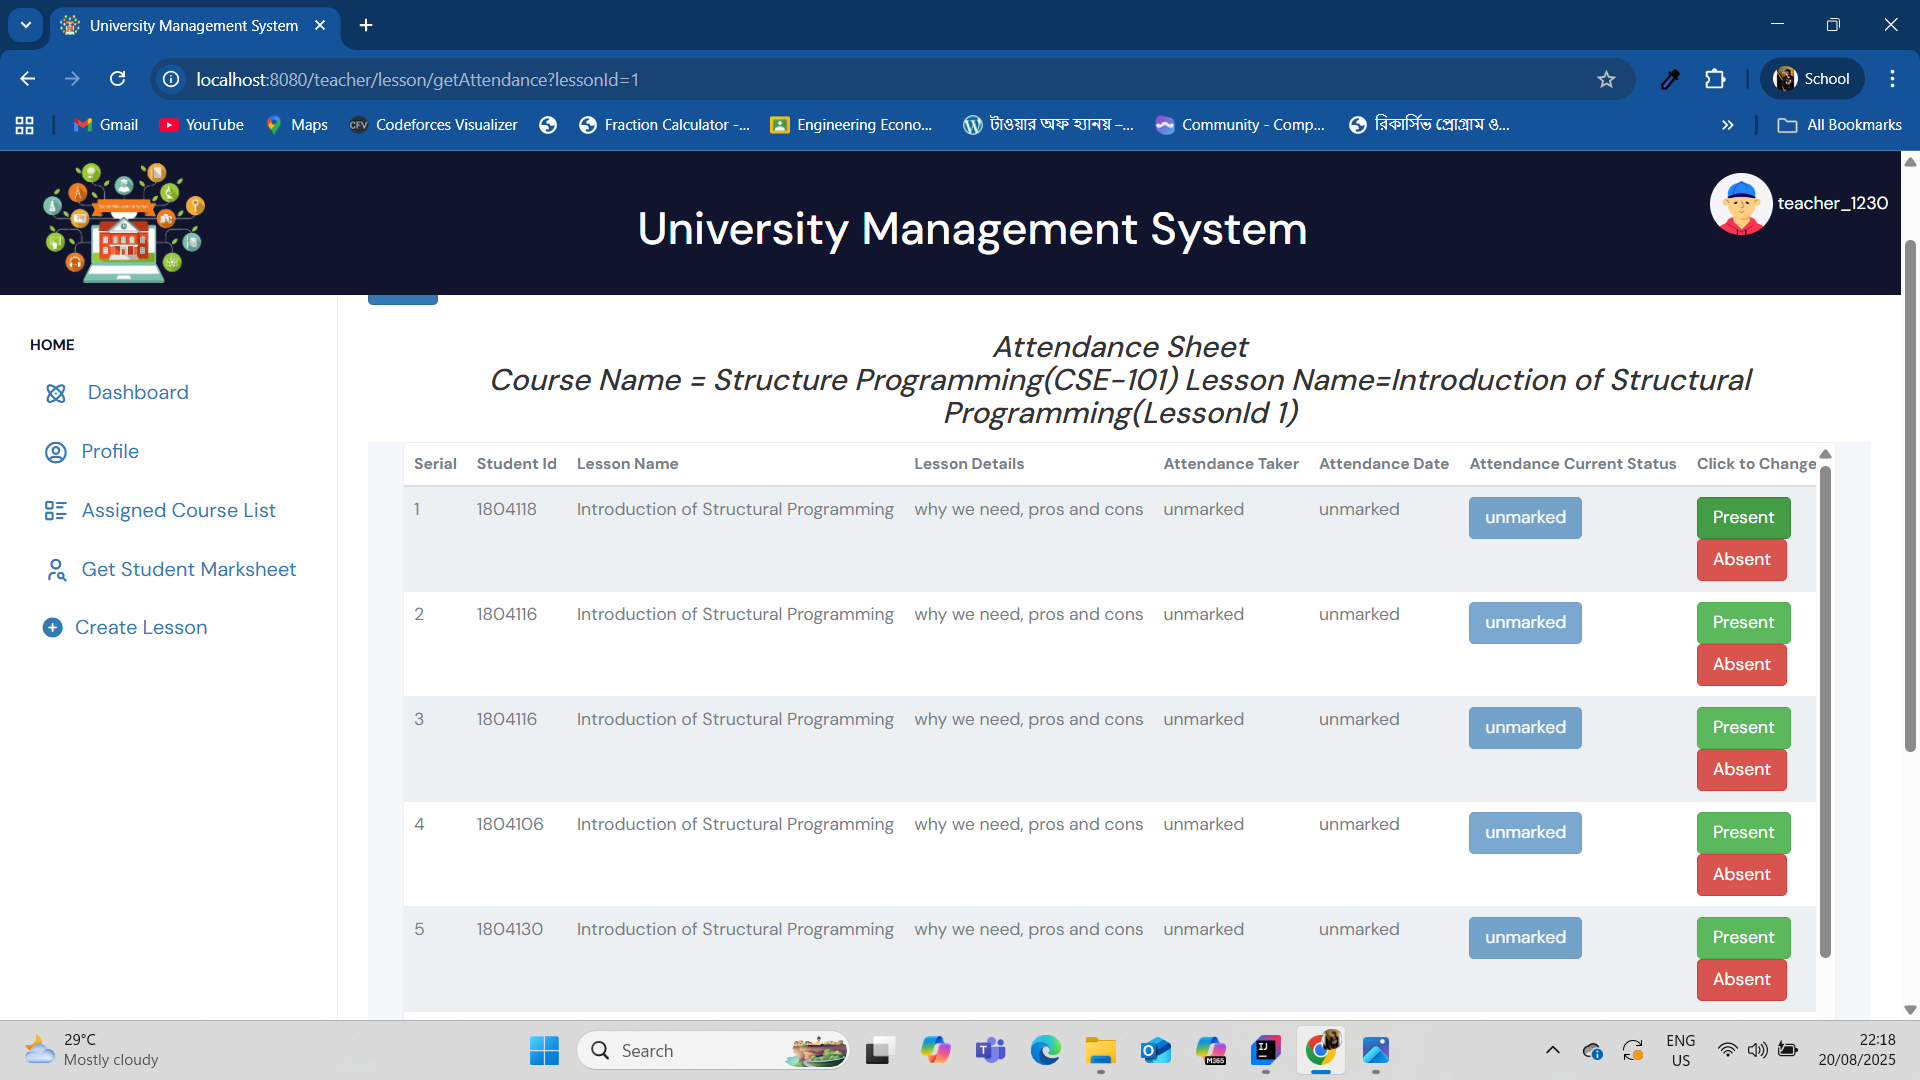 University Management System
localhost:8080/teacher/lesson/getAttendance?lessonId=1
School
Gmail YouTube Maps Codeforces Visualizer Fraction Calculator -... Engineering Econo... টাওয়ার অফ হ্যানয় –... Community - Comp... রিকার্সিভ প্রোগ্রাম ও... All Bookmarks
University Management System
teacher_1230
HOME
Dashboard
Profile
Assigned Course List
Get Student Marksheet
Create Lesson
Attendance Sheet
Course Name = Structure Programming(CSE-101) Lesson Name=Introduction of Structural
Programming(LessonId 1)
Serial Student Id Lesson Name Lesson Details Attendance Taker Attendance Date Attendance Current Status Click to Change
1 1804118 Introduction of Structural Programming why we need, pros and cons unmarked unmarked unmarked Present
Absent
2 1804116 Introduction of Structural Programming why we need, pros and cons unmarked unmarked unmarked Present
Absent
3 1804116 Introduction of Structural Programming why we need, pros and cons unmarked unmarked unmarked Present
Absent
4 1804106 Introduction of Structural Programming why we need, pros and cons unmarked unmarked unmarked Present
Absent
5 1804130 Introduction of Structural Programming why we need, pros and cons unmarked unmarked unmarked Present
Absent
29°C
Mostly cloudy
Search
ENG
US
22:18
20/08/2025